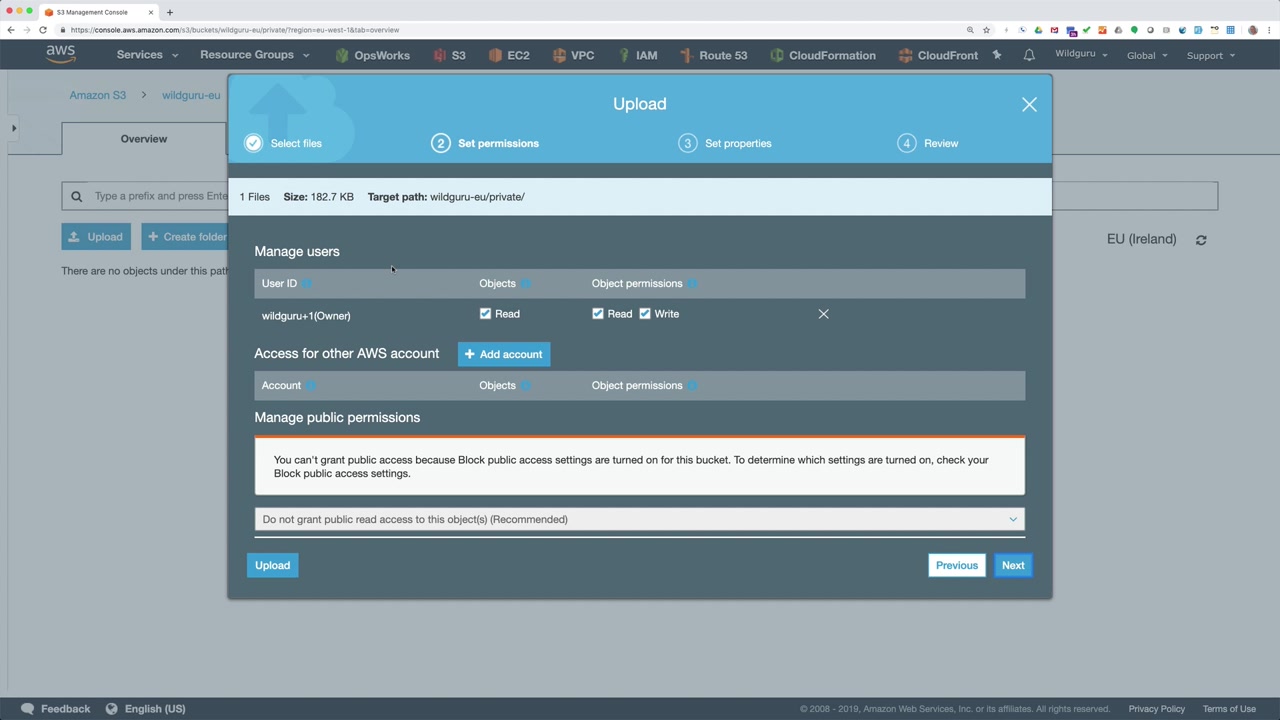 S3 Management Console
https://console.aws.amazon.com/s3/buckets/wildguru-eu/private/?region=eu-west-1&tab=overview
aws Services Resource Groups OpsWorks S3 EC2 VPC IAM Route 53 CloudFormation CloudFront Wildguru Global Support
Amazon S3 > wildguru-eu
Overview
Type a prefix and press Ente
Upload + Create folder
EU (Ireland)
There are no objects under this path
Upload
Select files 2 Set permissions 3 Set properties 4 Review
1 Files Size: 182.7 KB Target path: wildguru-eu/private/
Manage users
User ID Objects Object permissions
wildguru+1(Owner) Read Read Write
Access for other AWS account + Add account
Account Objects Object permissions
Manage public permissions
You can't grant public access because Block public access settings are turned on for this bucket. To determine which settings are turned on, check your
Block public access settings.
Do not grant public read access to this object(s) (Recommended)
Upload Previous Next
Feedback English (US) © 2008 - 2019, Amazon Web Services, Inc. or its affiliates. All rights reserved. Privacy Policy Terms of Use